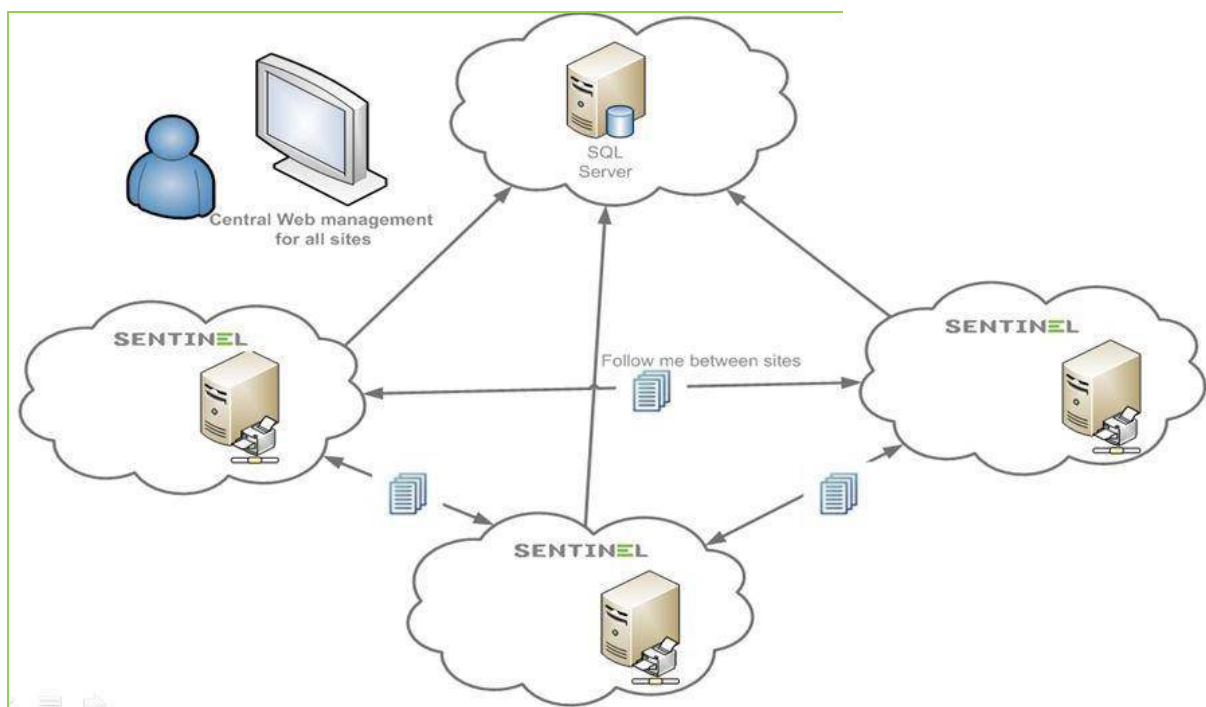 SQL
Server
Central Web management
for all sites
SENTINEL
SENTINEL
Follow me between sites
SENTINEL